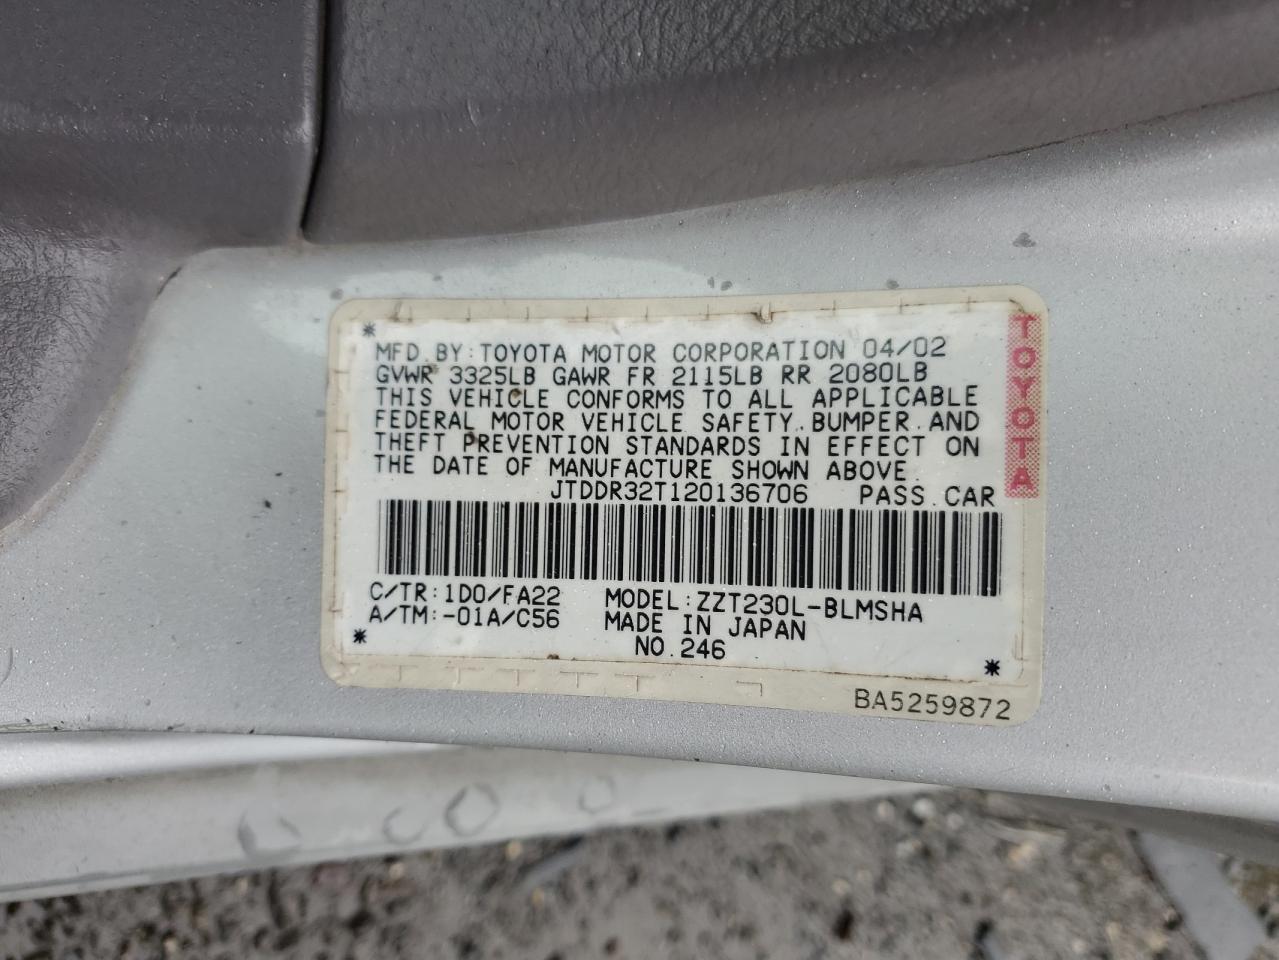 MFD. BY: TOYOTA MOTOR CORPORATION 04/02
GVWR 3325LB GAWR FR 2115LB RR 2080LB
THIS VEHICLE CONFORMS TO ALL APPLICABLE
FEDERAL MOTOR VEHICLE SAFETY, BUMPER AND
THEFT PREVENTION STANDARDS IN EFFECT ON
THE DATE OF MANUFACTURE SHOWN ABOVE.
JTDDR32T120136706 PASS. CAR
C/TR: 1D0/FA22 MODEL: ZZT230L-BLMSHA
A/TM: -01A/C56 MADE IN JAPAN
NO. 246
BA5259872
TOYOTA